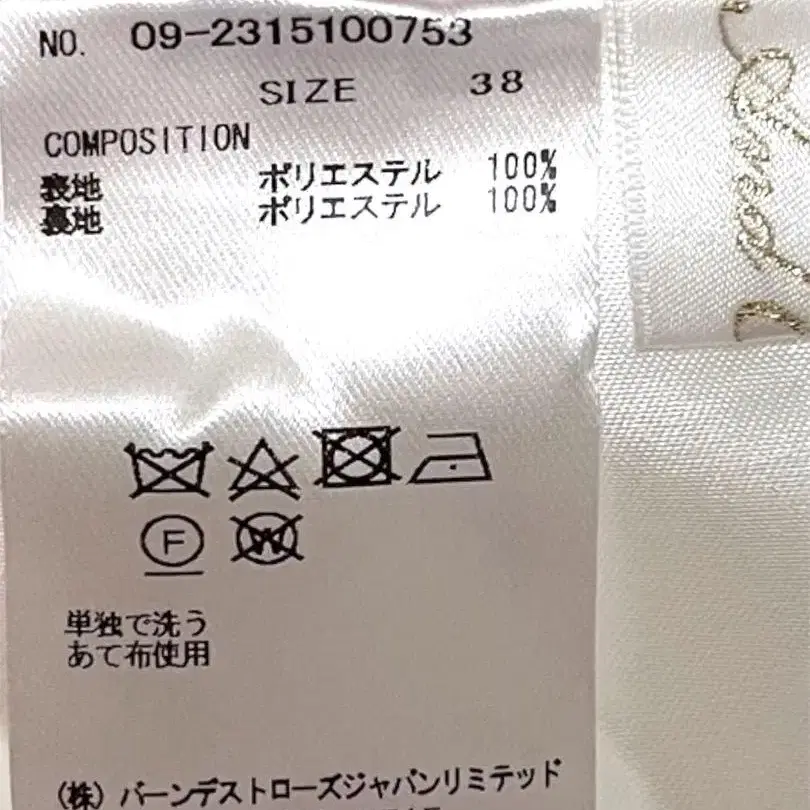 NO. 09-2315100753
SIZE 38
COMPOSITION
表地 ポリエステル 100%
裏地 ポリエステル 100%
F W
単独で洗う
あて布使用
(株) バーンデストローズジャパンリミテッド